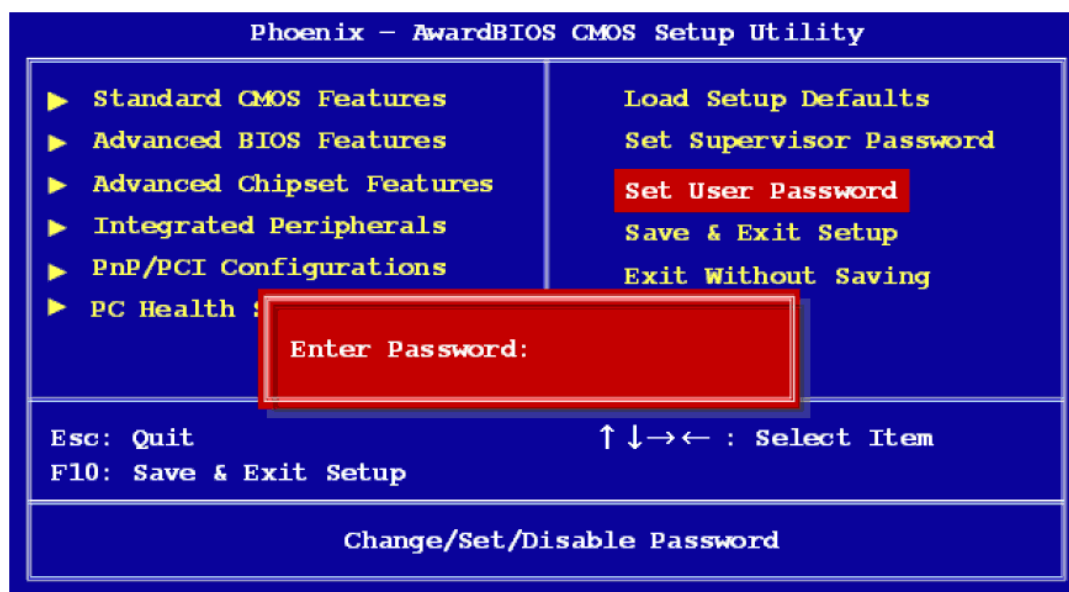 Phoenix — AwardBIOS CMOS Setup Utility
▶ Standard CMOS Features
▶ Advanced BIOS Features
▶ Advanced Chipset Features
▶ Integrated Peripherals
▶ PnP/PCI Configurations
▶ PC Health
Load Setup Defaults
Set Supervisor Password
Set User Password
Save & Exit Setup
Exit Without Saving
Enter Password:
Esc: Quit
F10: Save & Exit Setup
↑↓→← : Select Item
Change/Set/Disable Password